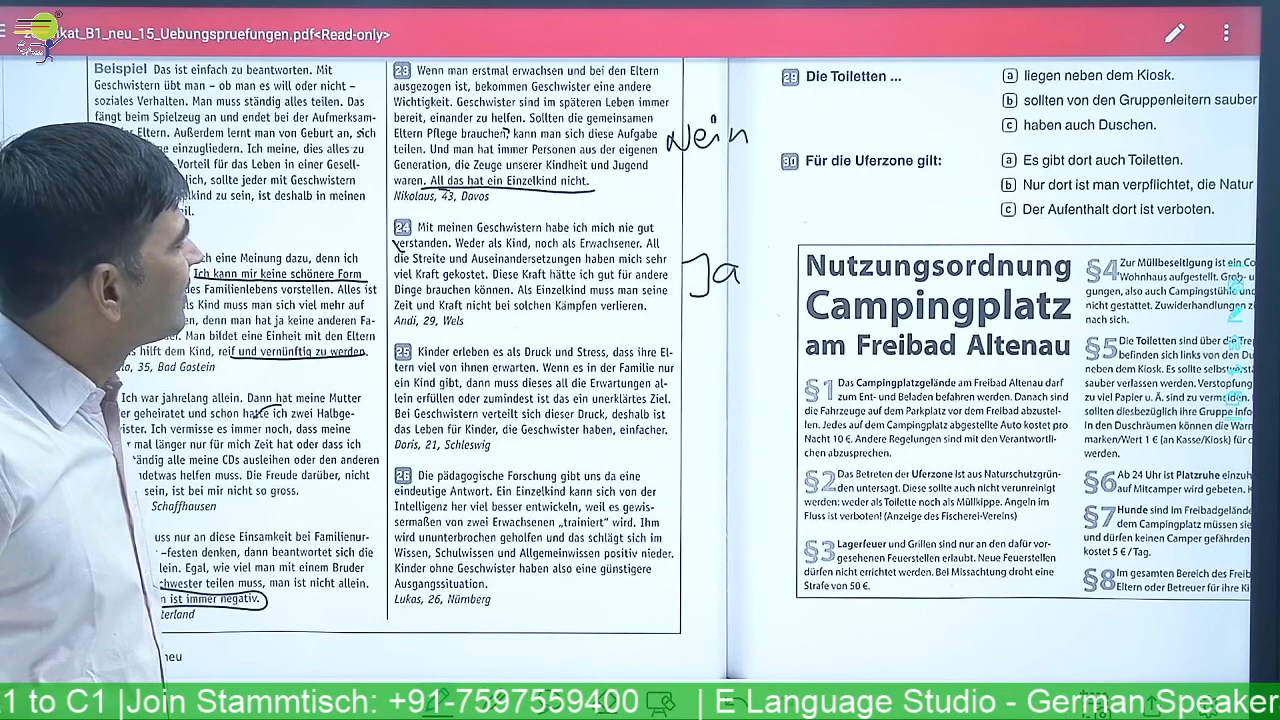 kat_B1_neu_15_Uebungspruefungen.pdf<Read-only>
Beispiel Das ist einfach zu beantworten. Mit
Geschwistern übt man – ob man es will oder nicht –
soziales Verhalten. Man muss ständig alles teilen. Das
fängt beim Spielzeug an und endet bei der Aufmerksam-
Eltern. Außerdem lernt man von Geburt an, sich
einzugliedern. Ich meine, dies alles zu
Vorteil für das Leben in einer Gesell-
sollte jeder mit Geschwistern
zu sein, ist deshalb in meinen
eine Meinung dazu, denn ich
Ich kann mir keine schönere Form
des Familienlebens vorstellen. Alles ist
Kind muss man sich viel mehr auf
denn man hat ja keine anderen Fa-
Man bildet eine Einheit mit den Eltern
hilft dem Kind, reif und vernünftig zu werden.
35, Bad Gastein
Ich war jahrelang allein. Dann hat meine Mutter
geheiratet und schon hatte ich zwei Halbge-
Ich vermisse es immer noch, dass meine
mal länger nur für mich Zeit hat oder dass ich
alle meine CDs ausleihen oder den anderen
helfen muss. Die Freude darüber, nicht
sein, ist bei mir nicht so gross.
Schaffhausen
nur an diese Einsamkeit bei Familienur-
–festen denken, dann beantwortet sich die
Egal, wie viel man mit einem Bruder
teilen muss, man ist nicht allein.
ist immer negativ.
neu
23 Wenn man erstmal erwachsen und bei den Eltern
ausgezogen ist, bekommen Geschwister eine andere
Wichtigkeit. Geschwister sind im späteren Leben immer
bereit, einander zu helfen. Sollten die gemeinsamen
Eltern Pflege brauchen, kann man sich diese Aufgabe
teilen. Und man hat immer Personen aus der eigenen
Generation, die Zeuge unserer Kindheit und Jugend
waren. All das hat ein Einzelkind nicht.
Nikolaus, 43, Davos
Nein
24 Mit meinen Geschwistern habe ich mich nie gut
verstanden. Weder als Kind, noch als Erwachsener. All
die Streite und Auseinandersetzungen haben mich sehr
viel Kraft gekostet. Diese Kraft hätte ich gut für andere
Dinge brauchen können. Als Einzelkind muss man seine
Zeit und Kraft nicht bei solchen Kämpfen verlieren.
Andi, 29, Wels
Ja
25 Kinder erleben es als Druck und Stress, dass ihre El-
tern viel von ihnen erwarten. Wenn es in der Familie nur
ein Kind gibt, dann muss dieses all die Erwartungen al-
lein erfüllen oder zumindest ist das ein unerklärtes Ziel.
Bei Geschwistern verteilt sich dieser Druck, deshalb ist
das Leben für Kinder, die Geschwister haben, einfacher.
Doris, 21, Schleswig
26 Die pädagogische Forschung gibt uns da eine
eindeutige Antwort. Ein Einzelkind kann sich von der
Intelligenz her viel besser entwickeln, weil es gewis-
sermaßen von zwei Erwachsenen „trainiert“ wird. Ihm
wird ununterbrochen geholfen und das schlägt sich im
Wissen, Schulwissen und Allgemeinwissen positiv nieder.
Kinder ohne Geschwister haben also eine günstigere
Ausgangssituation.
Lukas, 26, Nürnberg
29 Die Toiletten ...
a liegen neben dem Kiosk.
b sollten von den Gruppenleitern sauber
c haben auch Duschen.
30 Für die Uferzone gilt:
a Es gibt dort auch Toiletten.
b Nur dort ist man verpflichtet, die Natur
c Der Aufenthalt dort ist verboten.
Nutzungsordnung
Campingplatz
am Freibad Altenau
§1 Das Campingplatzgelände am Freibad Altenau darf
zum Ent- und Beladen befahren werden. Danach sind
die Fahrzeuge auf dem Parkplatz vor dem Freibad abzustel-
len. Jedes auf dem Campingplatz abgestellte Auto kostet pro
Nacht 10 €. Andere Regelungen sind mit den Verantwortli-
chen abzusprechen.
§2 Das Betreten der Uferzone ist aus Naturschutzgrün-
den untersagt. Diese sollte auch nicht verunreinigt
werden: weder als Toilette noch als Müllkippe. Angeln im
Fluss ist verboten! (Anzeige des Fischerei-Vereins)
§3 Lagerfeuer und Grillen sind nur an den dafür vor-
gesehenen Feuerstellen erlaubt. Neue Feuerstellen
dürfen nicht errichtet werden. Bei Missachtung droht eine
Strafe von 50 €.
§4 Zur Müllbeseitigung ist ein Co
Wohnhaus aufgestellt. Grob- u
gungen, also auch Campingstühle und
nicht gestattet. Zuwiderhandlungen z
nach sich.
§5 Die Toiletten sind über die Tre
befinden sich links von den Du
neben dem Kiosk. Es sollte selbstverst
sauber verlassen werden. Verstopfung
zu viel Papier u. Ä. sind zu vermeiden.
sollten diesbezüglich ihre Gruppe info
In den Duschräumen können die Warm
marken/Wert 1 € (an Kasse/Kiosk) für
werden.
§6 Ab 24 Uhr ist Platzruhe einzuh
auf Mitcamper wird gebeten.
§7 Hunde sind im Freibadgelände
dem Campingplatz müssen sie
und dürfen keinen Camper gefährden
kostet 5 € / Tag.
§8 Im gesamten Bereich des Freib
Eltern oder Betreuer für ihre Ki
1 to C1 |Join Stammtisch: +91-7597559400 | E Language Studio - German Speaker